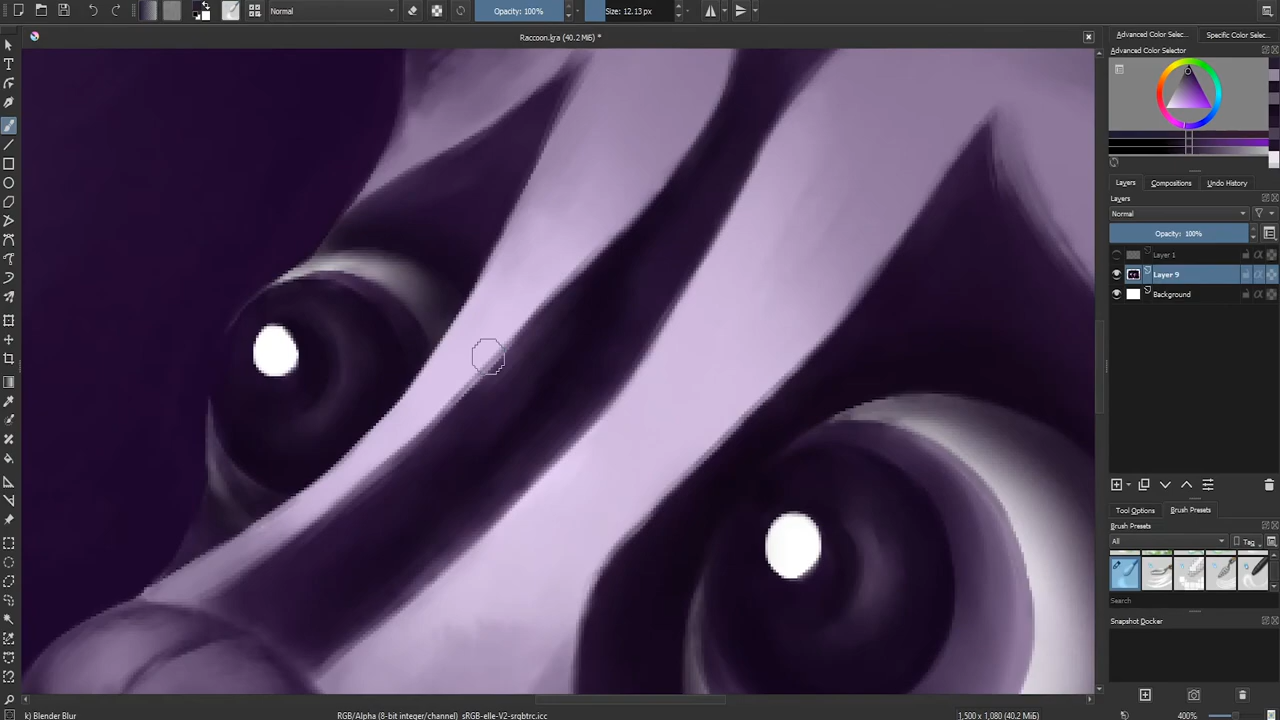 Normal
Opacity: 100%
Size: 12.13 px
Raccoon.kra (40.2 MiB) *
Advanced Color Selec...
Specific Color Selec...
Advanced Color Selector
Layers
Compositions
Undo History
Layers
Normal
Opacity: 100%
Layer 1
Layer 9
Background
Tool Options
Brush Presets
Brush Presets
All
Tag
Search
Snapshot Docker
k) Blender Blur
RGB/Alpha (8-bit integer/channel) sRGB-elle-V2-srgbtrc.icc
1,500 x 1,080 (40.2 MiB)
400%